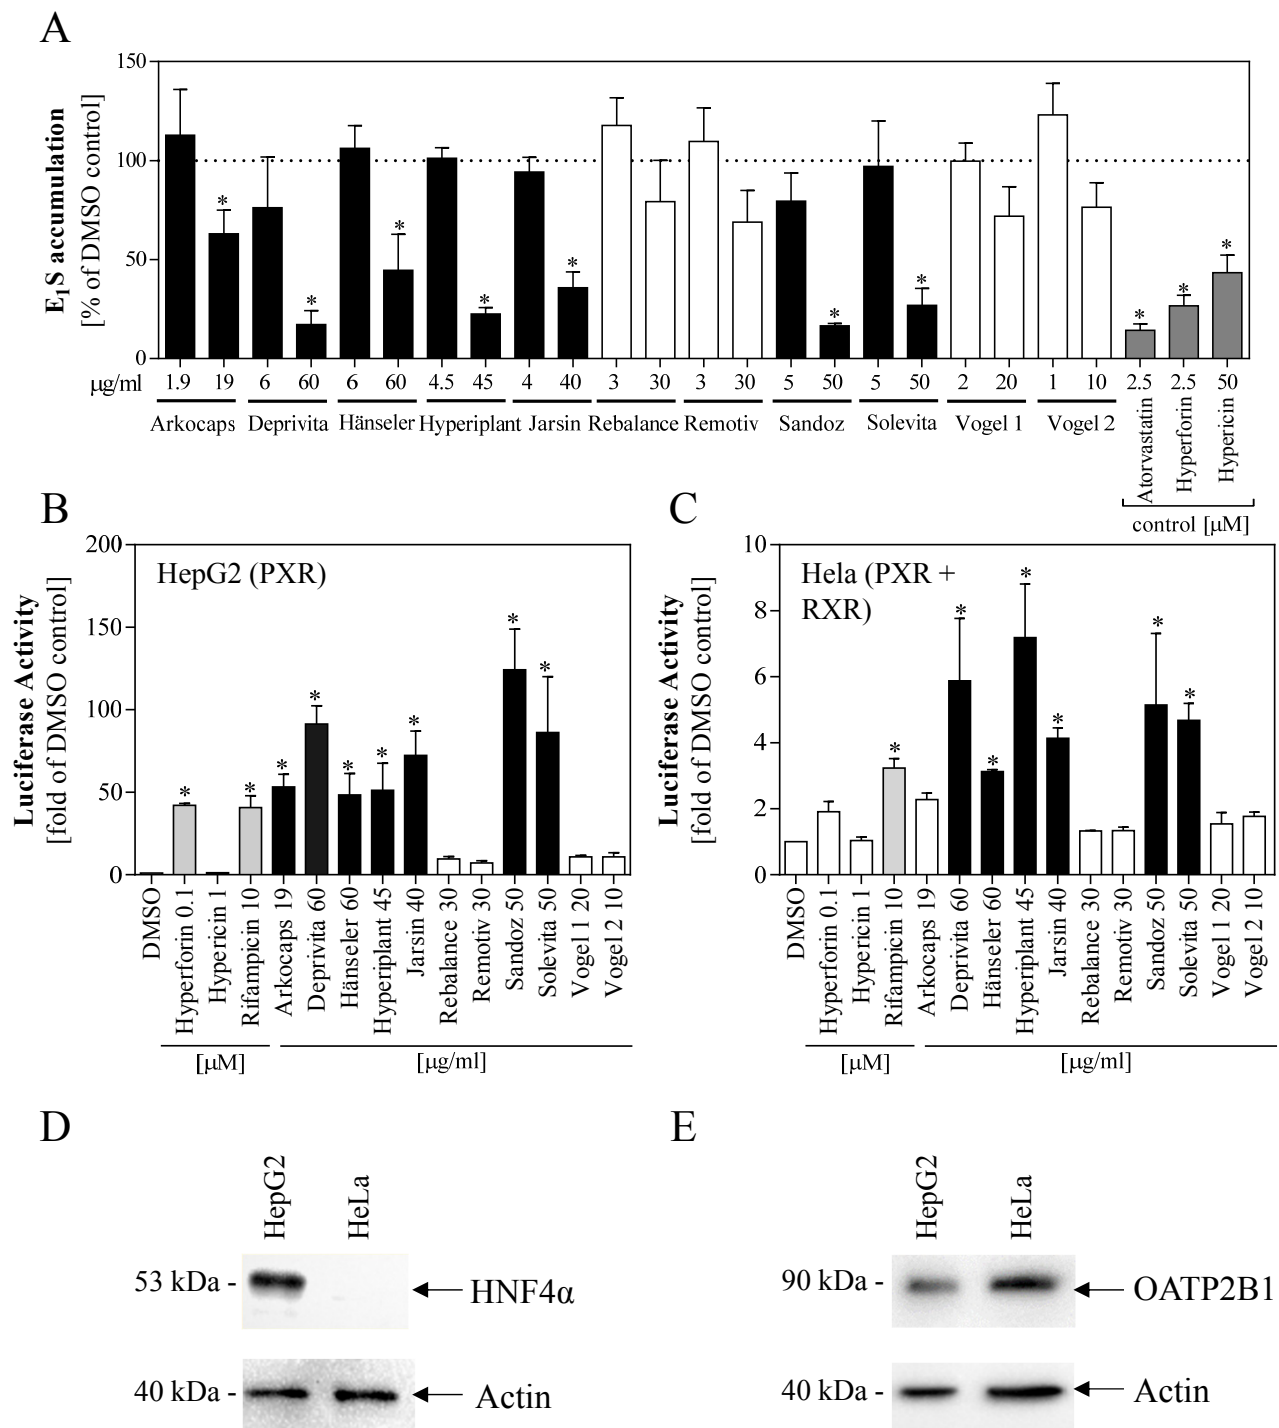 A
E₁S accumulation
[% of DMSO control]
150
100
50
0
* * * * * * * * * *
μg/ml 1.9 19 6 60 6 60 4.5 45 4 40 3 30 3 30 5 50 5 50 2 20 1 10 2.5 2.5 50
Arkocaps Deprivita Hänseler Hyperiplant Jarsin Rebalance Remotiv Sandoz Solevita Vogel 1 Vogel 2
Atorvastatin
Hyperforin
Hypericin
control [μM]
B
Luciferase Activity
[fold of DMSO control]
200
150
100
50
0
HepG2 (PXR)
* * * * * * * * *
DMSO
Hyperforin 0.1
Hypericin 1
Rifampicin 10
Arkocaps 19
Deprivita 60
Hänseler 60
Hyperiplant 45
Jarsin 40
Rebalance 30
Remotiv 30
Sandoz 50
Solevita 50
Vogel 1 20
Vogel 2 10
[μM] [μg/ml]
C
Luciferase Activity
[fold of DMSO control]
10
8
6
4
2
0
Hela (PXR +
RXR)
* * * * * * *
DMSO
Hyperforin 0.1
Hypericin 1
Rifampicin 10
Arkocaps 19
Deprivita 60
Hänseler 60
Hyperiplant 45
Jarsin 40
Rebalance 30
Remotiv 30
Sandoz 50
Solevita 50
Vogel 1 20
Vogel 2 10
[μM] [μg/ml]
D
HepG2
HeLa
53 kDa - HNF4α
40 kDa - Actin
E
HepG2
HeLa
90 kDa - OATP2B1
40 kDa - Actin